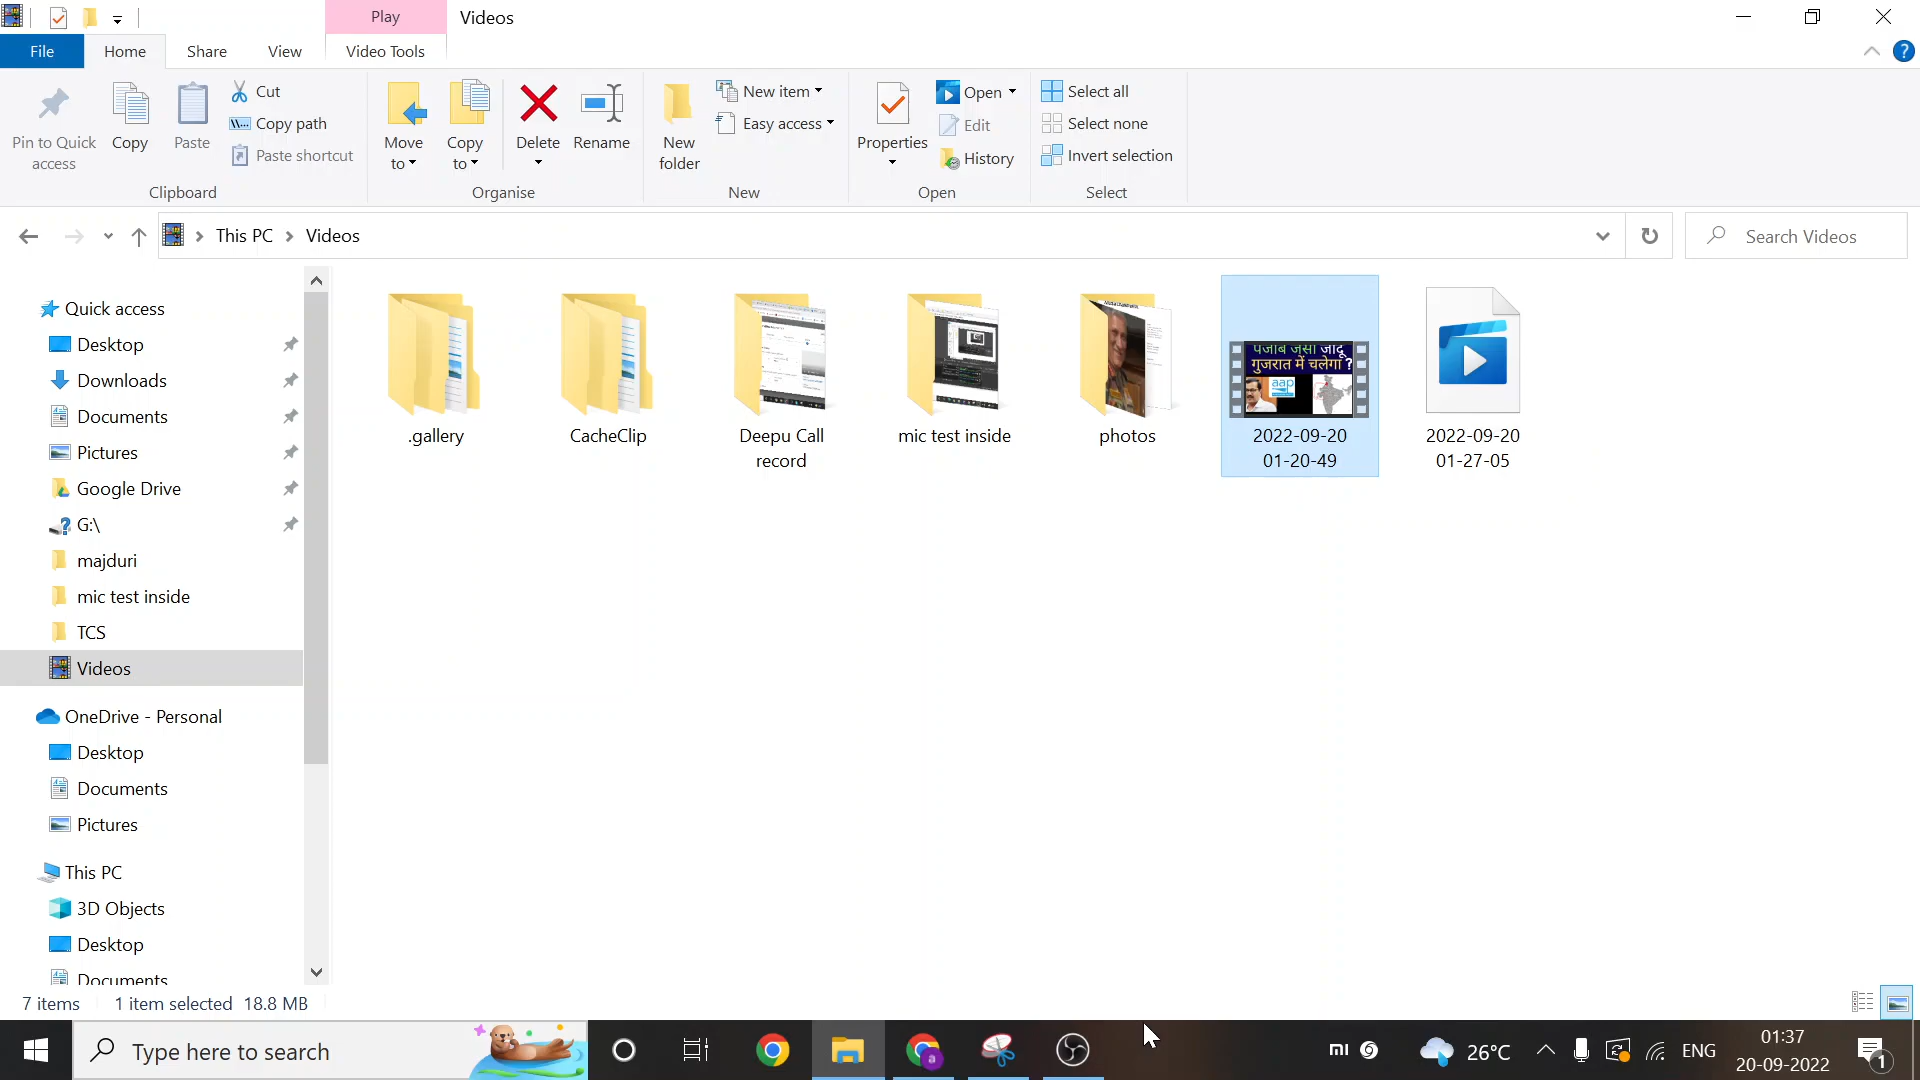 Play
Videos
File
Home
Share
View
Video Tools
Pin to Quick
access
Copy
Paste
Cut
Copy path
Paste shortcut
Clipboard
Move
to
Copy
to
Delete
Rename
Organise
New
folder
New item
Easy access
New
Properties
Open
Edit
History
Open
Select all
Select none
Invert selection
Select
This PC
Videos
Search Videos
Quick access
Desktop
Downloads
Documents
Pictures
Google Drive
G:\
majduri
mic test inside
TCS
Videos
OneDrive - Personal
Desktop
Documents
Pictures
This PC
3D Objects
Desktop
Documents
.gallery
CacheClip
Deepu Call
record
mic test inside
photos
पंजाब जैसा जादू
गुजरात में चलेगा ?
aap
2022-09-20
01-20-49
2022-09-20
01-27-05
7 items
1 item selected 18.8 MB
Type here to search
a
MI
26°C
ENG
01:37
20-09-2022
1